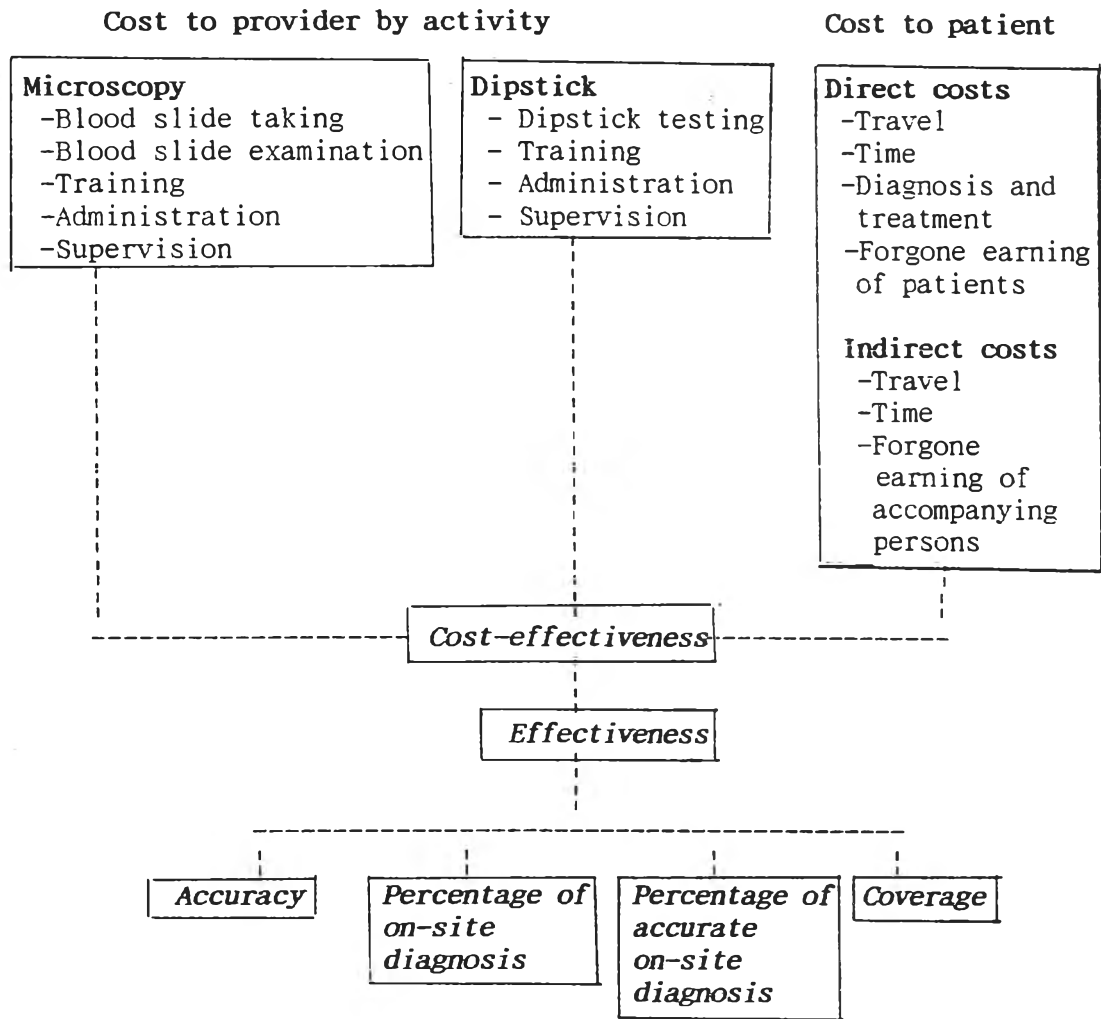 Cost to provider by activity
Cost to patient
Microscopy
-Blood slide taking
-Blood slide examination
-Training
-Administration
-Supervision
Dipstick
- Dipstick testing
- Training
- Administration
- Supervision
Direct costs
-Travel
-Time
-Diagnosis and
treatment
-Forgone earning
of patients
Indirect costs
-Travel
-Time
-Forgone
earning of
accompanying
persons
Cost-effectiveness
Effectiveness
Accuracy
Percentage of
on-site
diagnosis
Percentage of
accurate
on-site
diagnosis
Coverage